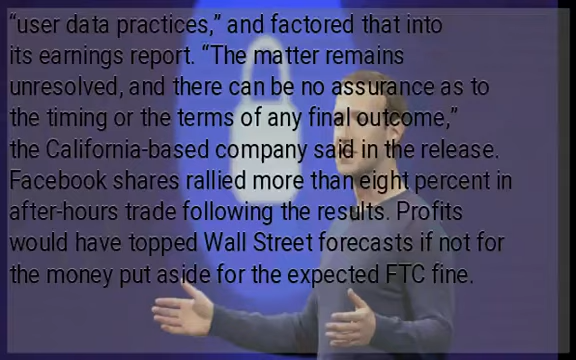 “user data practices,” and factored that into
its earnings report. “The matter remains
unresolved, and there can be no assurance as to
the timing or the terms of any final outcome,”
the California-based company said in the release.
Facebook shares rallied more than eight percent in
after-hours trade following the results. Profits
would have topped Wall Street forecasts if not for
the money put aside for the expected FTC fine.